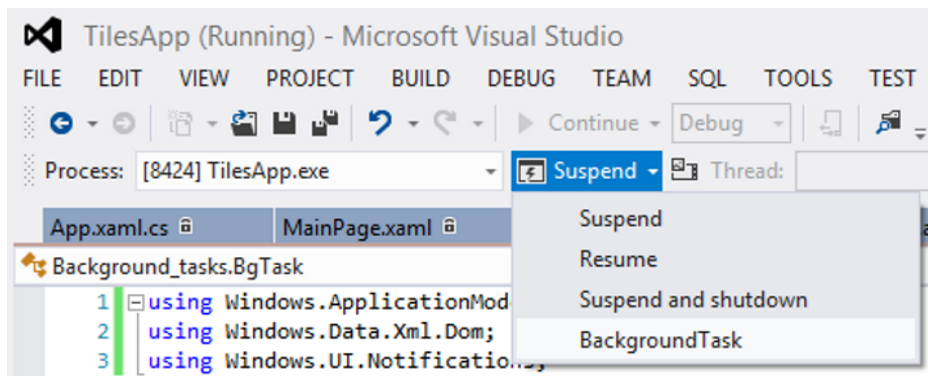 TilesApp (Running) - Microsoft Visual Studio
FILE EDIT VIEW PROJECT BUILD DEBUG TEAM SQL TOOLS TEST
Continue Debug
Process: [8424] TilesApp.exe Suspend Thread:
App.xaml.cs MainPage.xaml
Suspend
Resume
Suspend and shutdown
BackgroundTask
Background_tasks.BgTask
1 using Windows.ApplicationMod
2 using Windows.Data.Xml.Dom;
3 using Windows.UI.Notifications;